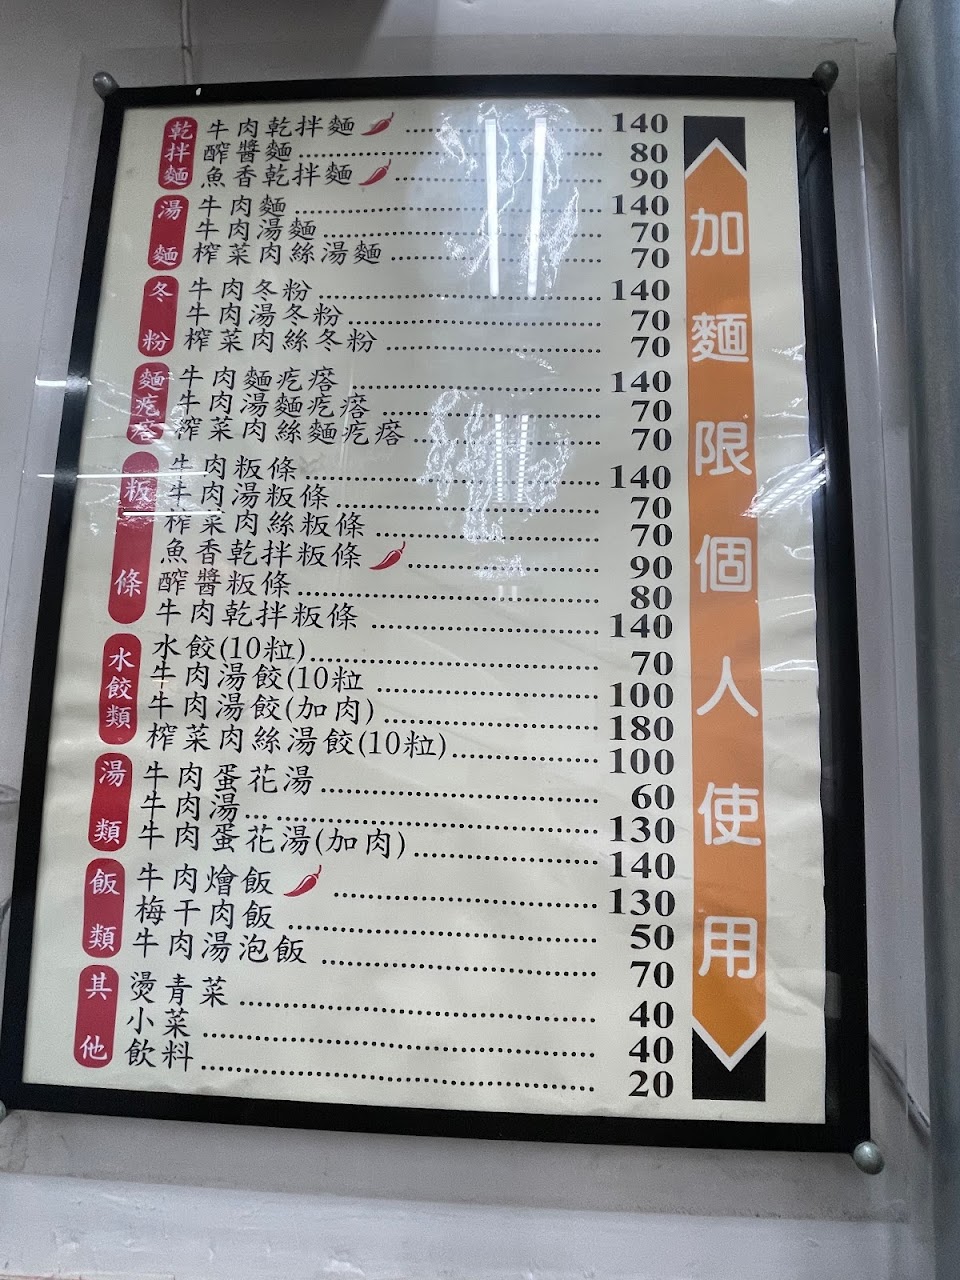 乾拌麵
牛肉乾拌麵 140
醡醬麵 80
魚香乾拌麵 90
湯麵
牛肉麵 140
牛肉湯麵 70
榨菜肉絲湯麵 70
冬粉
牛肉冬粉 140
牛肉湯冬粉 70
榨菜肉絲冬粉 70
麵疙瘩
牛肉麵疙瘩 140
牛肉湯麵疙瘩 70
榨菜肉絲麵疙瘩 70
粄條
牛肉粄條 140
牛肉湯粄條 70
榨菜肉絲粄條 70
魚香乾拌粄條 90
醡醬粄條 80
牛肉乾拌粄條 140
水餃類
水餃(10粒) 70
牛肉湯餃(10粒 100
牛肉湯餃(加肉) 180
榨菜肉絲湯餃(10粒) 100
湯類
牛肉蛋花湯 60
牛肉湯 130
牛肉蛋花湯(加肉) 140
飯類
牛肉燴飯 130
梅干肉飯 50
牛肉湯泡飯 70
其他
燙青菜 40
小菜 40
飲料 20
加麵限個人使用